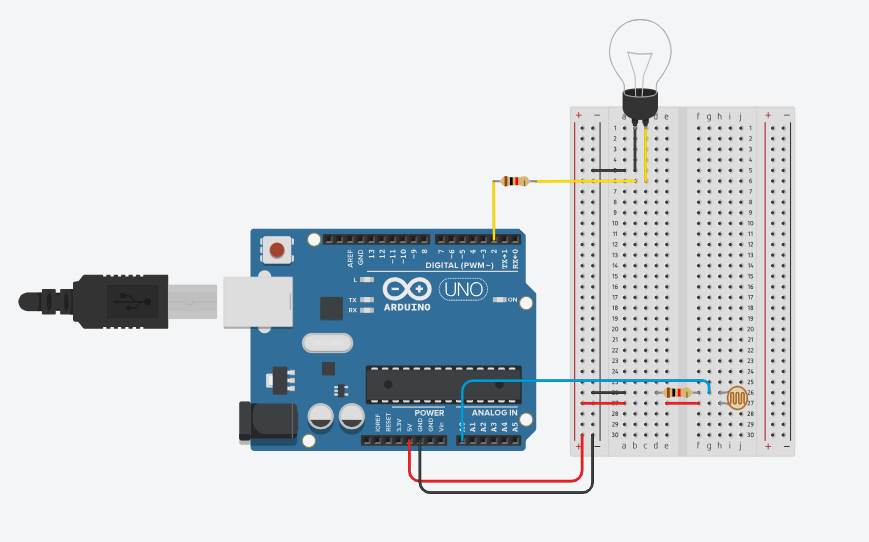 + − a b c d e f g h i j + −
1 1
2 2
3 3
4 4
5 5
6 6
7 7
8 8
9 9
10 10
11 11
12 12
13 13
14 14
15 15
16 16
17 17
18 18
19 19
20 20
21 21
22 22
23 23
24 24
25 25
26 26
27 27
28 28
29 29
30 30
+ − a b c d e f g h i j + −
AREF
GND
13
12
~11
~10
~9
8
7
~6
~5
4
~3
2
TX→1
RX←0
DIGITAL (PWM~)
L
TX
RX
ARDUINO
UNO
ON
POWER
ANALOG IN
IOREF
RESET
3.3V
5V
GND
GND
Vin
A0
A1
A2
A3
A4
A5